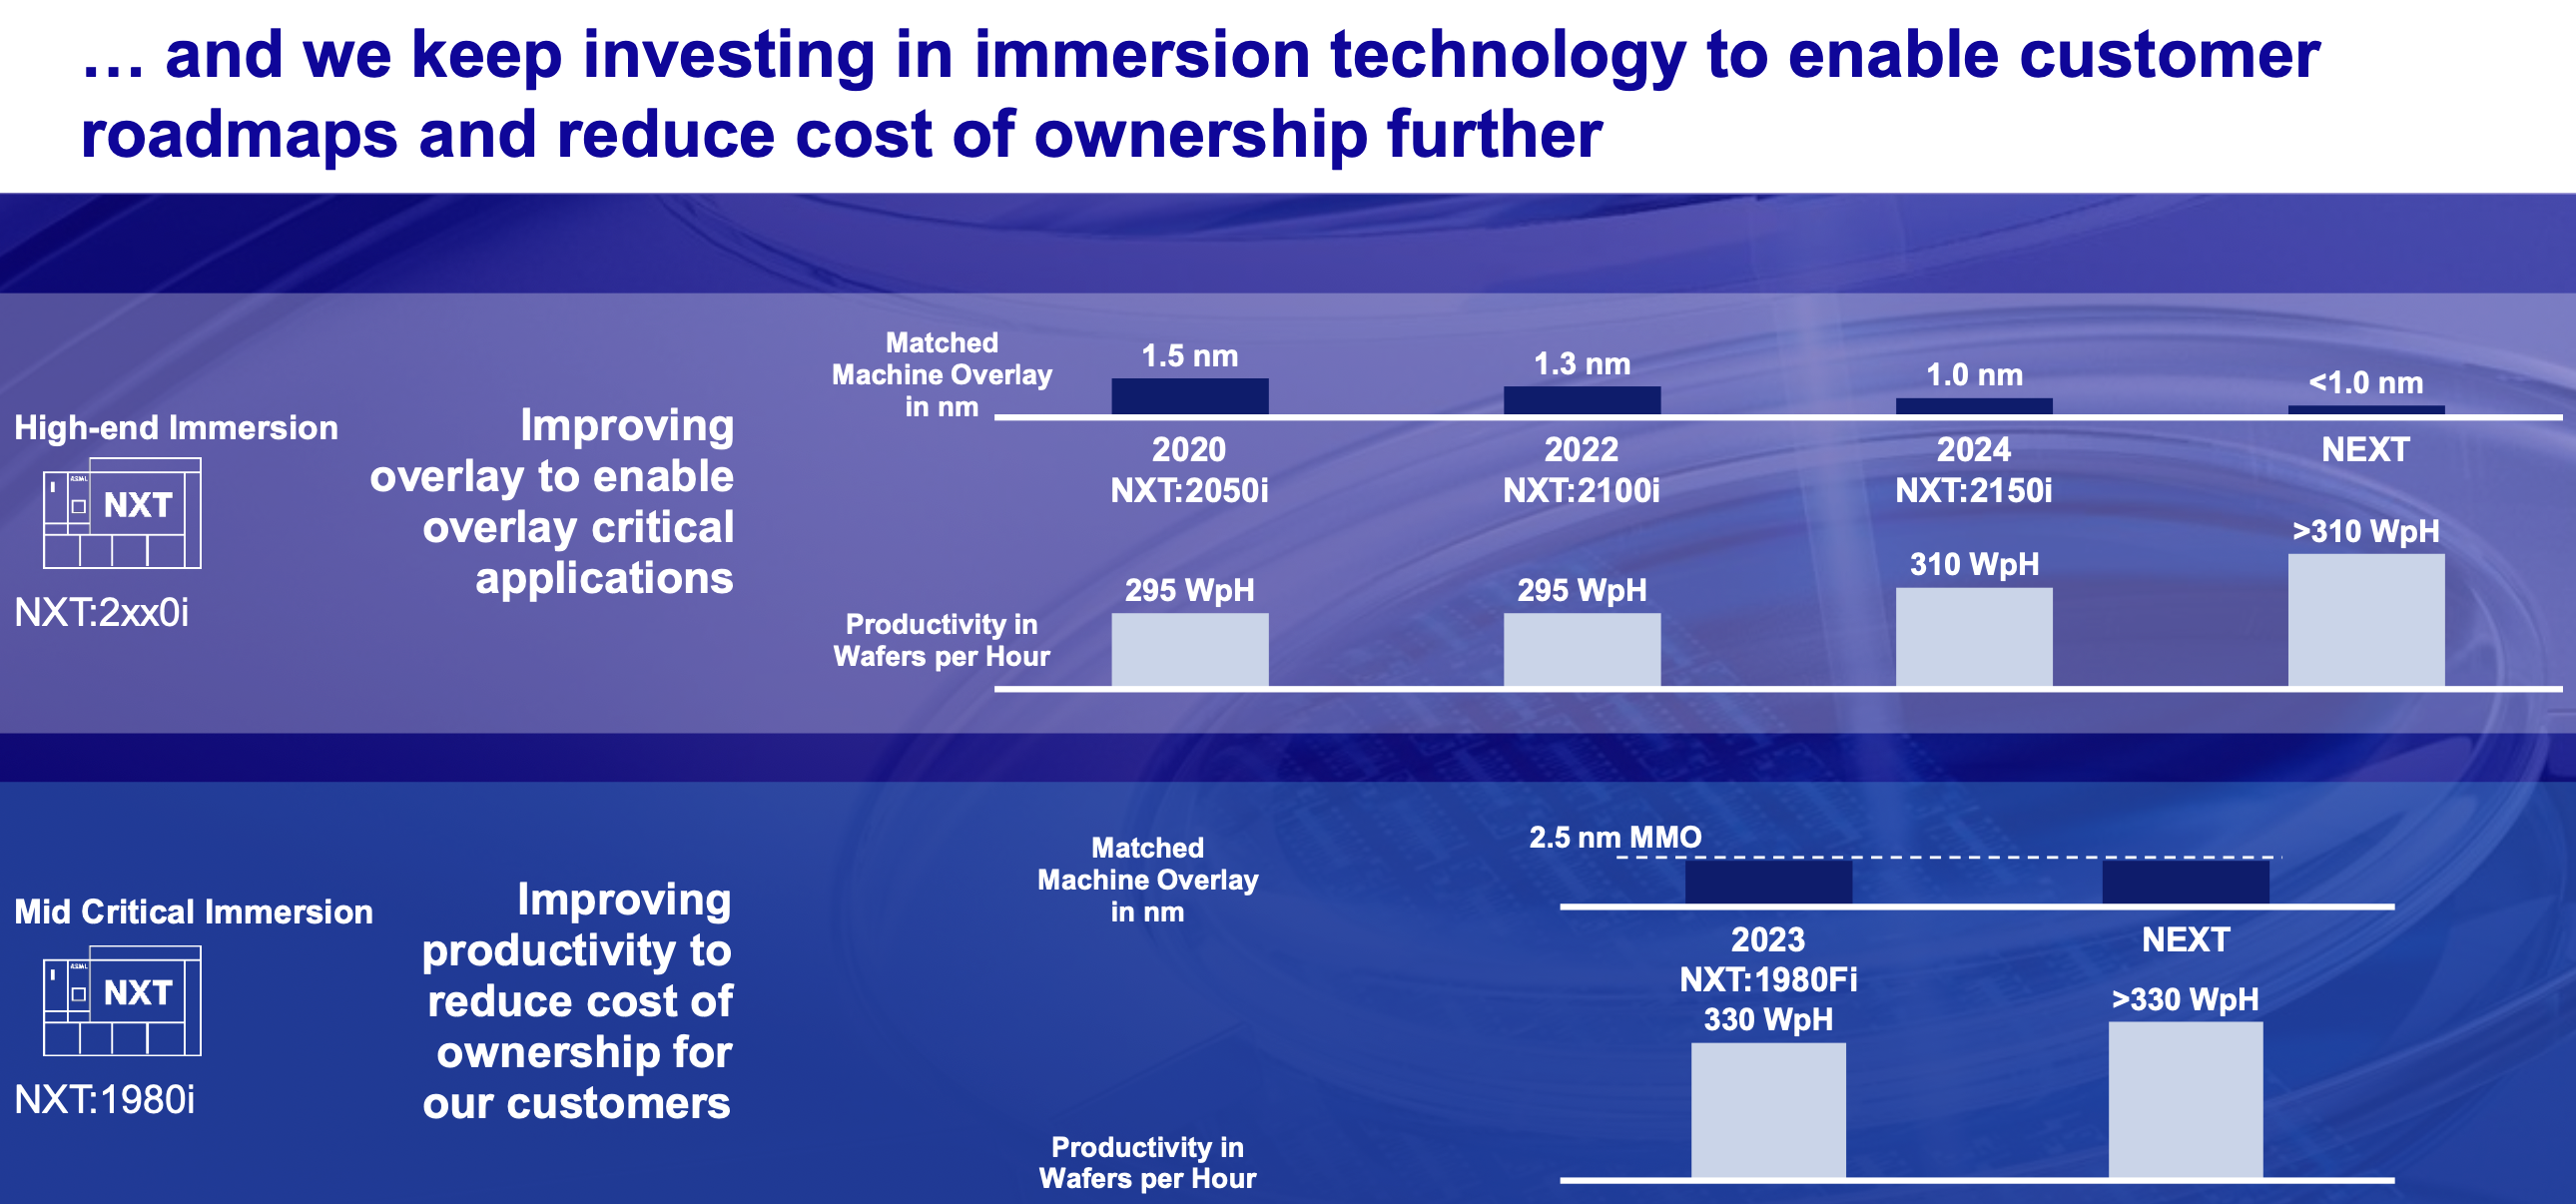 … and we keep investing in immersion technology to enable customer
roadmaps and reduce cost of ownership further
High-end Immersion
ASML
NXT
NXT:2xx0i
Improving
overlay to enable
overlay critical
applications
Matched
Machine Overlay
in nm
1.5 nm
1.3 nm
1.0 nm
<1.0 nm
2020
NXT:2050i
2022
NXT:2100i
2024
NXT:2150i
NEXT
Productivity in
Wafers per Hour
295 WpH
295 WpH
310 WpH
>310 WpH
Mid Critical Immersion
ASML
NXT
NXT:1980i
Improving
productivity to
reduce cost of
ownership for
our customers
Matched
Machine Overlay
in nm
2.5 nm MMO
2023
NXT:1980Fi
330 WpH
NEXT
>330 WpH
Productivity in
Wafers per Hour